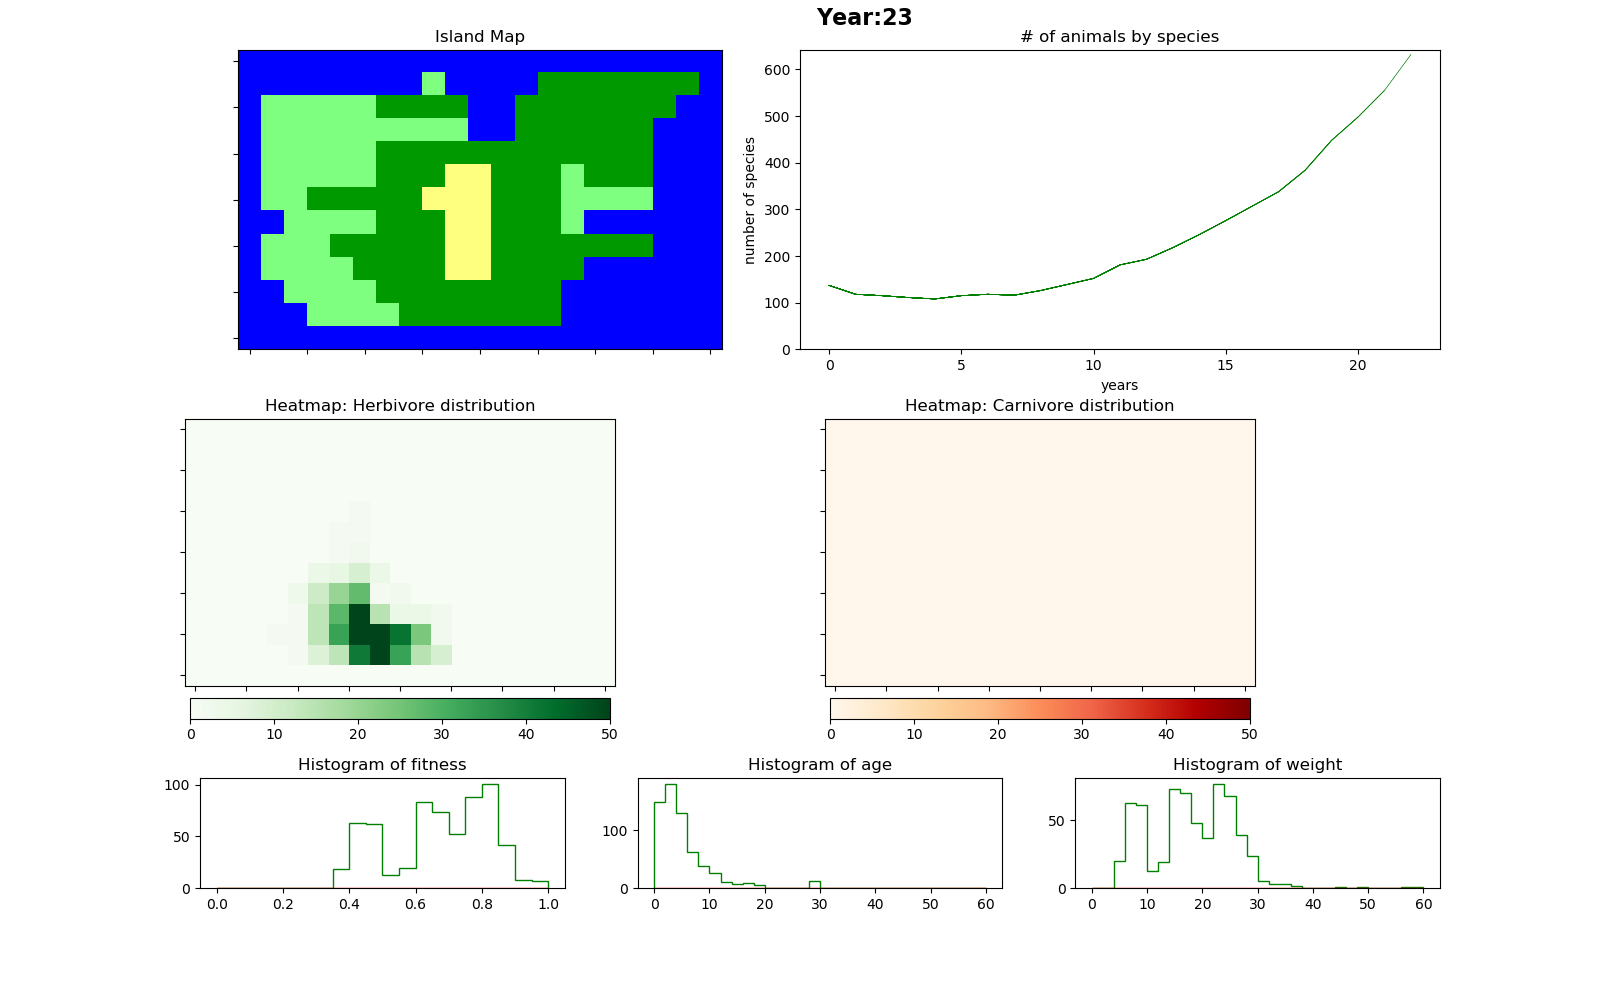 Year:23
Island Map
# of animals by species
600
500
400
300
200
100
0
number of species
0 5 10 15 20
years
Heatmap: Herbivore distribution
Heatmap: Carnivore distribution
0 10 20 30 40 50
0 10 20 30 40 50
Histogram of fitness
100
50
0
0.0 0.2 0.4 0.6 0.8 1.0
Histogram of age
100
0
0 10 20 30 40 50 60
Histogram of weight
50
0
0 10 20 30 40 50 60